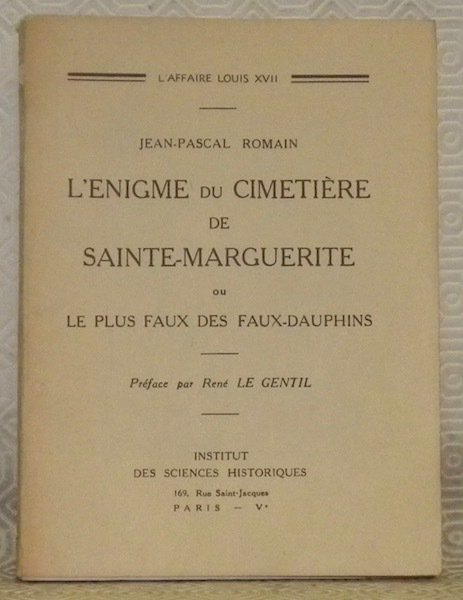 L'AFFAIRE LOUIS XVII
JEAN-PASCAL ROMAIN
L'ENIGME DU CIMETIÈRE
DE
SAINTE-MARGUERITE
OU
LE PLUS FAUX DES FAUX-DAUPHINS
Préface par René LE GENTIL
INSTITUT
DES SCIENCES HISTORIQUES
169, Rue Saint-Jacques
PARIS – Vᵉ